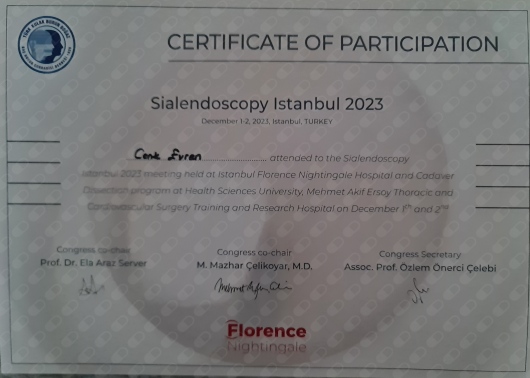 CERTIFICATE OF PARTICIPATION
Sialendoscopy Istanbul 2023
December 1-2, 2023, Istanbul, TURKEY
Cenk Evren attended to the Sialendoscopy
Istanbul 2023 meeting held at Istanbul Florence Nightingale Hospital and Cadaver
Dissection program at Health Sciences University, Mehmet Akif Ersoy Thoracic and
Cardiovascular Surgery Training and Research Hospital on December 1th and 2nd
Congress co-chair
Prof. Dr. Ela Araz Server
Congress co-chair
M. Mazhar Çelikoyar, M.D.
Congress Secretary
Assoc. Prof. Özlem Önerci Çelebi
Florence
Nightingale